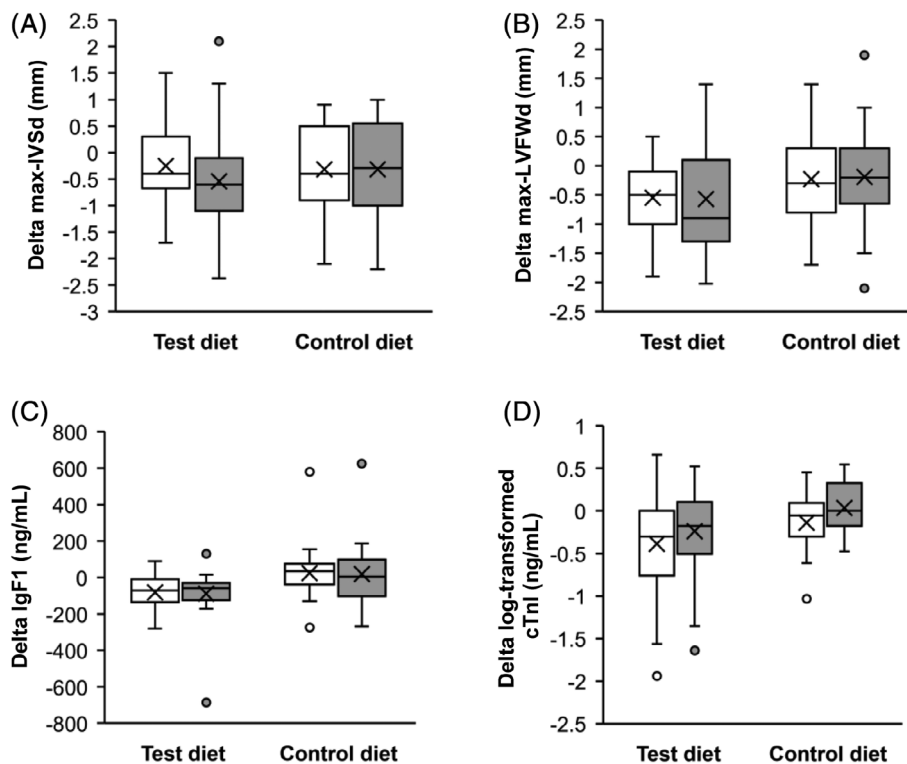 (A)
Delta max-IVSd (mm)
2.5
2
1.5
1
0.5
0
-0.5
-1
-1.5
-2
-2.5
-3
Test diet
Control diet
(B)
Delta max-LVFWd (mm)
2.5
2
1.5
1
0.5
0
-0.5
-1
-1.5
-2
-2.5
Test diet
Control diet
(C)
Delta IgF1 (ng/mL)
800
600
400
200
0
-200
-400
-600
-800
Test diet
Control diet
(D)
Delta log-transformed
cTnI (ng/mL)
1
0.5
0
-0.5
-1
-1.5
-2
-2.5
Test diet
Control diet